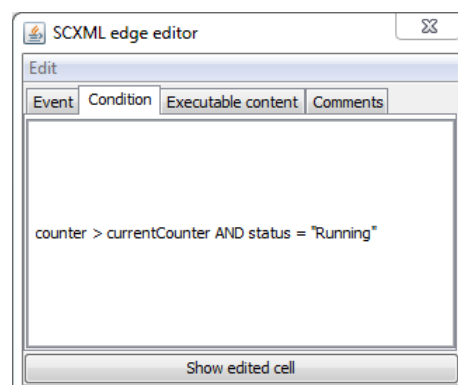 SCXML edge editor
Edit
Event Condition Executable content Comments
counter > currentCounter AND status = "Running"
Show edited cell